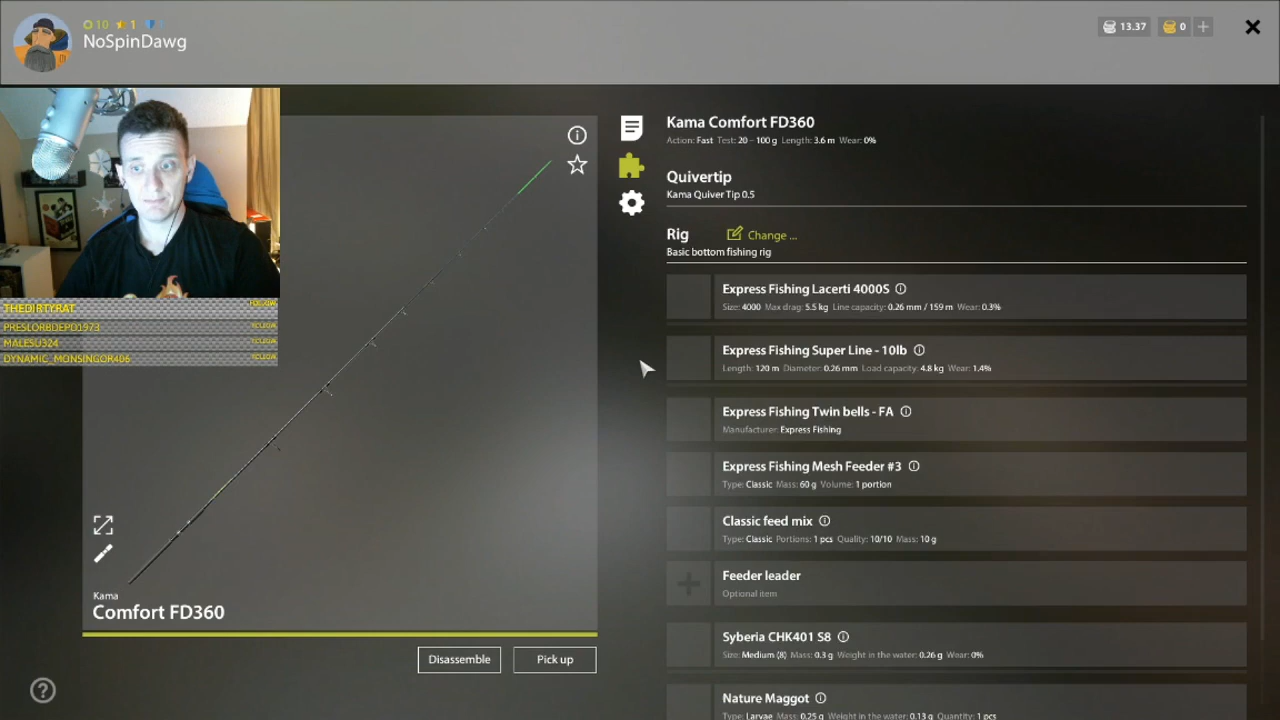 10 1
NoSpinDawg
13.37 0 +
THEDIRTYRAT
PRESLORBDEPD1973
MALESU324
DYNAMIC_MONSINGOR406
Kama
Comfort FD360
Disassemble Pick up
Kama Comfort FD360
Action: Fast Test: 20 – 100 g Length: 3.6 m Wear: 0%
Quivertip
Kama Quiver Tip 0.5
Rig Change ...
Basic bottom fishing rig
Express Fishing Lacerti 4000S
Size: 4000 Max drag: 5.5 kg Line capacity: 0.26 mm / 159 m Wear: 0.3%
Express Fishing Super Line - 10lb
Length: 120 m Diameter: 0.26 mm Load capacity: 4.8 kg Wear: 1.4%
Express Fishing Twin bells - FA
Manufacturer: Express Fishing
Express Fishing Mesh Feeder #3
Type: Classic Mass: 60 g Volume: 1 portion
Classic feed mix
Type: Classic Portions: 1 pcs Quality: 10/10 Mass: 10 g
Feeder leader
Optional item
Syberia CHK401 S8
Size: Medium (8) Mass: 0.3 g Weight in the water: 0.26 g Wear: 0%
Nature Maggot
Type: Larvae Mass: 0.25 g Weight in the water: 0.13 g Quantity: 1 pcs